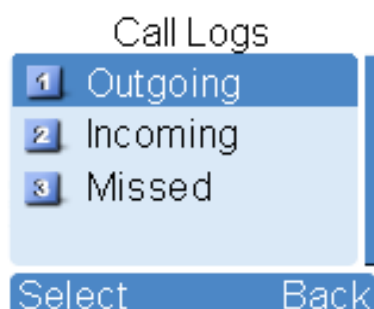 Call Logs
1 Outgoing
2 Incoming
3 Missed
Select Back